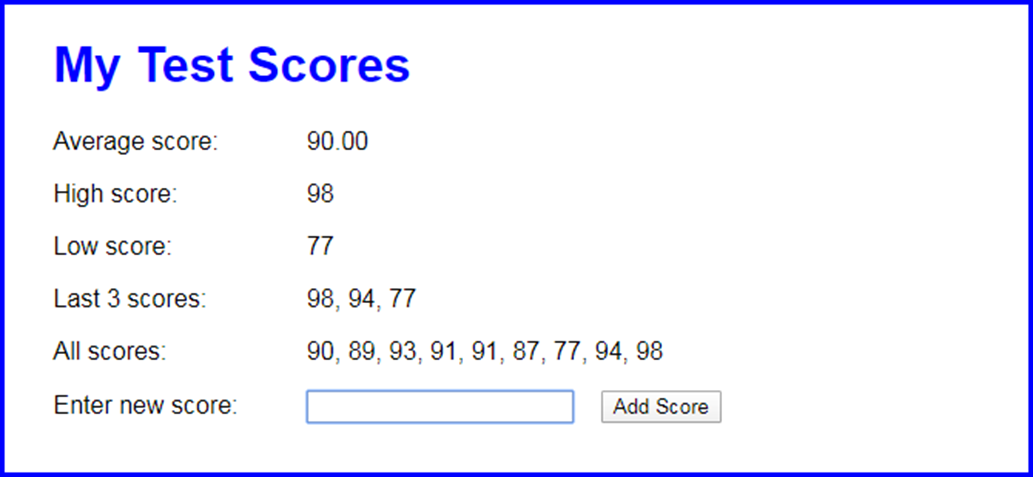 My Test Scores
Average score: 90.00
High score: 98
Low score: 77
Last 3 scores: 98, 94, 77
All scores: 90, 89, 93, 91, 91, 87, 77, 94, 98
Enter new score: Add Score